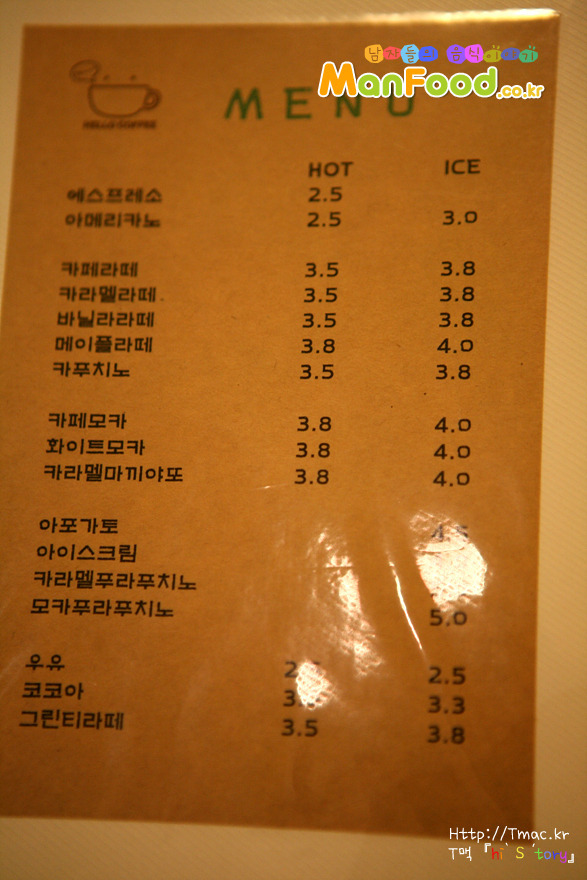 남자들의 음식이야기
ManFood.co.kr
HELLO COFFEE
MENU
HOT ICE
에스프레소 2.5
아메리카노 2.5 3.0
카페라떼 3.5 3.8
카라멜라떼 3.5 3.8
바닐라라떼 3.5 3.8
메이플라떼 3.8 4.0
카푸치노 3.5 3.8
카페모카 3.8 4.0
화이트모카 3.8 4.0
카라멜마끼야또 3.8 4.0
아포가토
아이스크림
카라멜푸라푸치노
모카푸라푸치노 5.0
우유 2.5
코코아 3.3
그린티라떼 3.5 3.8
Http://Tmac.kr
T맥 『hi`S`tory』